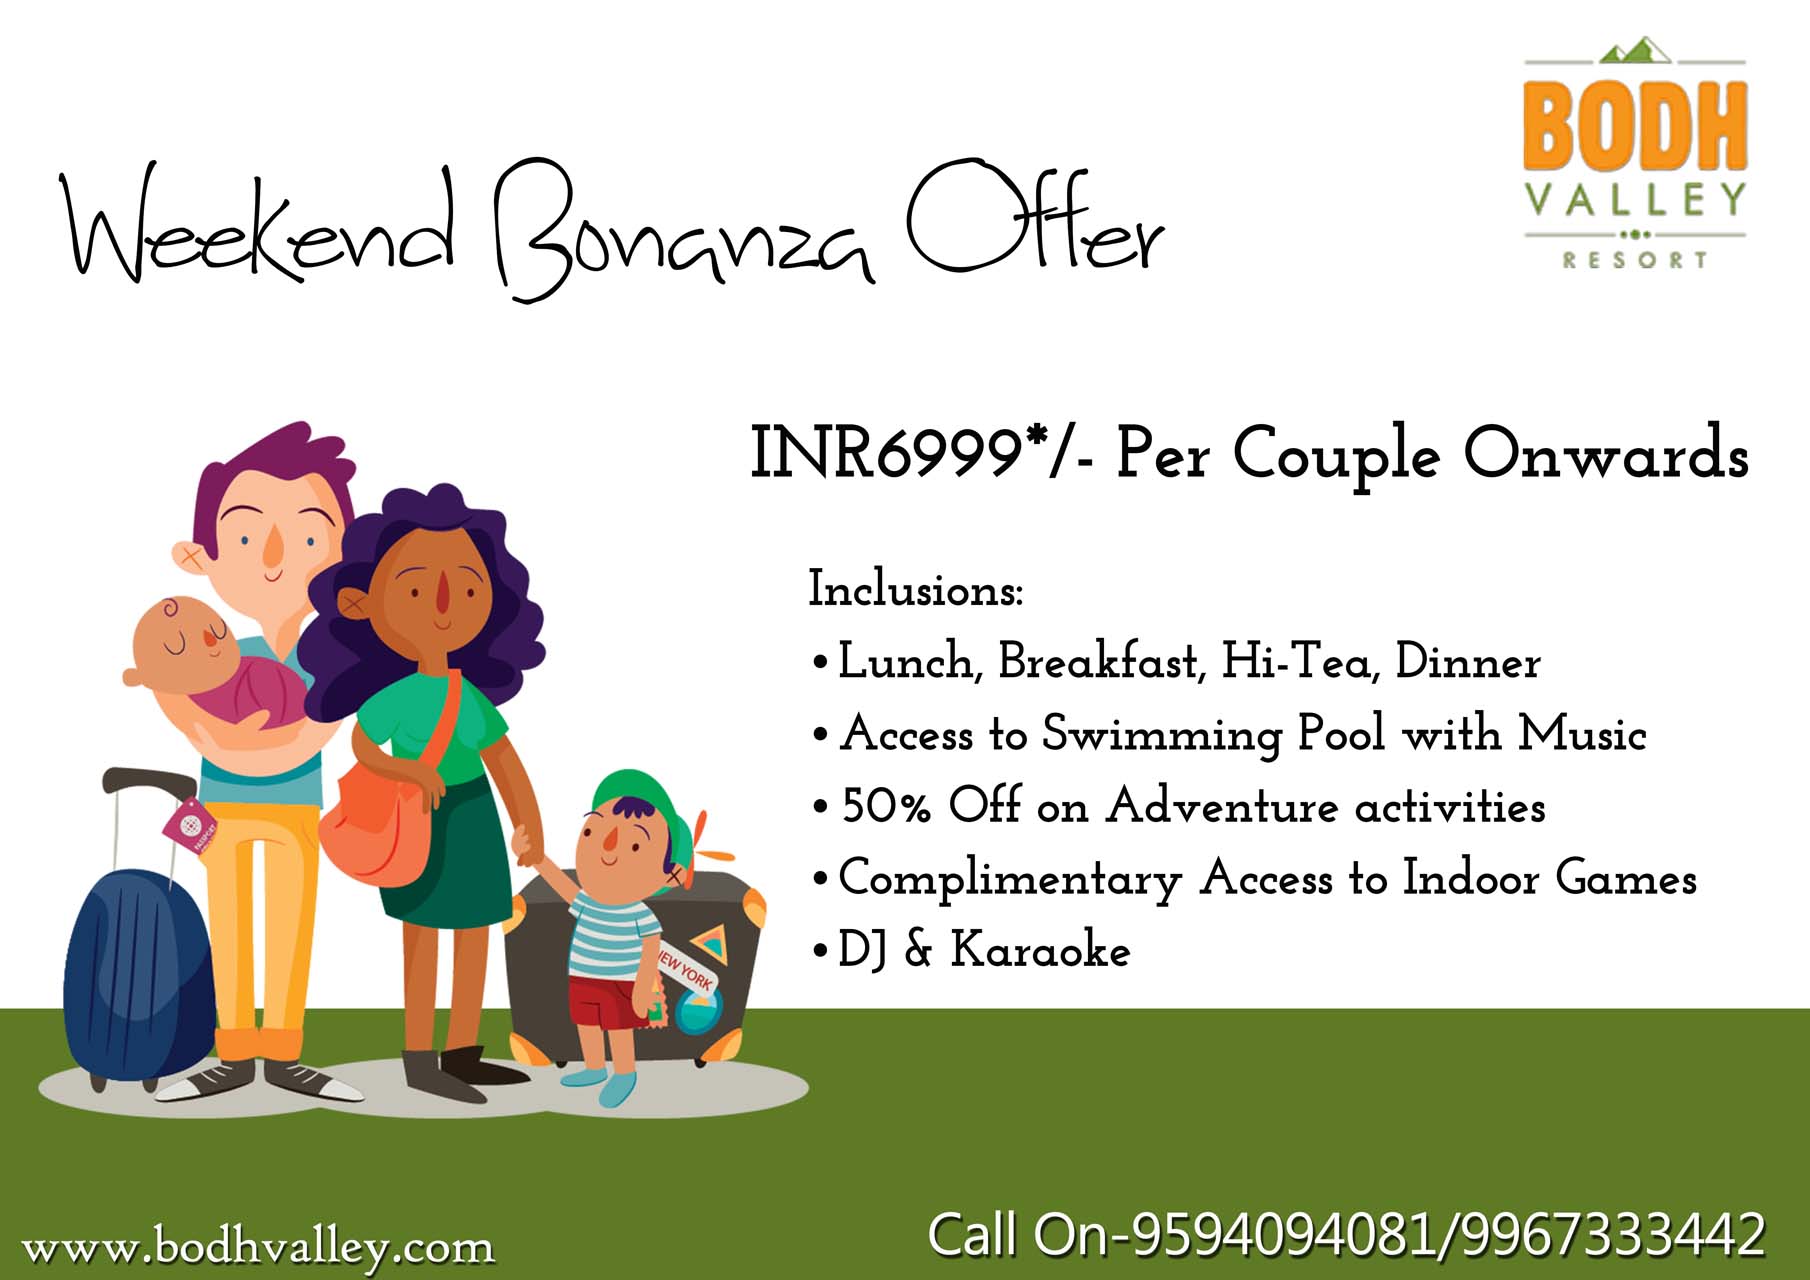 BODH
VALLEY
RESORT
Weekend Bonanza Offer
INR6999*/- Per Couple Onwards
Inclusions:
• Lunch, Breakfast, Hi-Tea, Dinner
• Access to Swimming Pool with Music
• 50% Off on Adventure activities
• Complimentary Access to Indoor Games
• DJ & Karaoke
PASSPORT
NEW YORK
www.bodhvalley.com
Call On-9594094081/9967333442